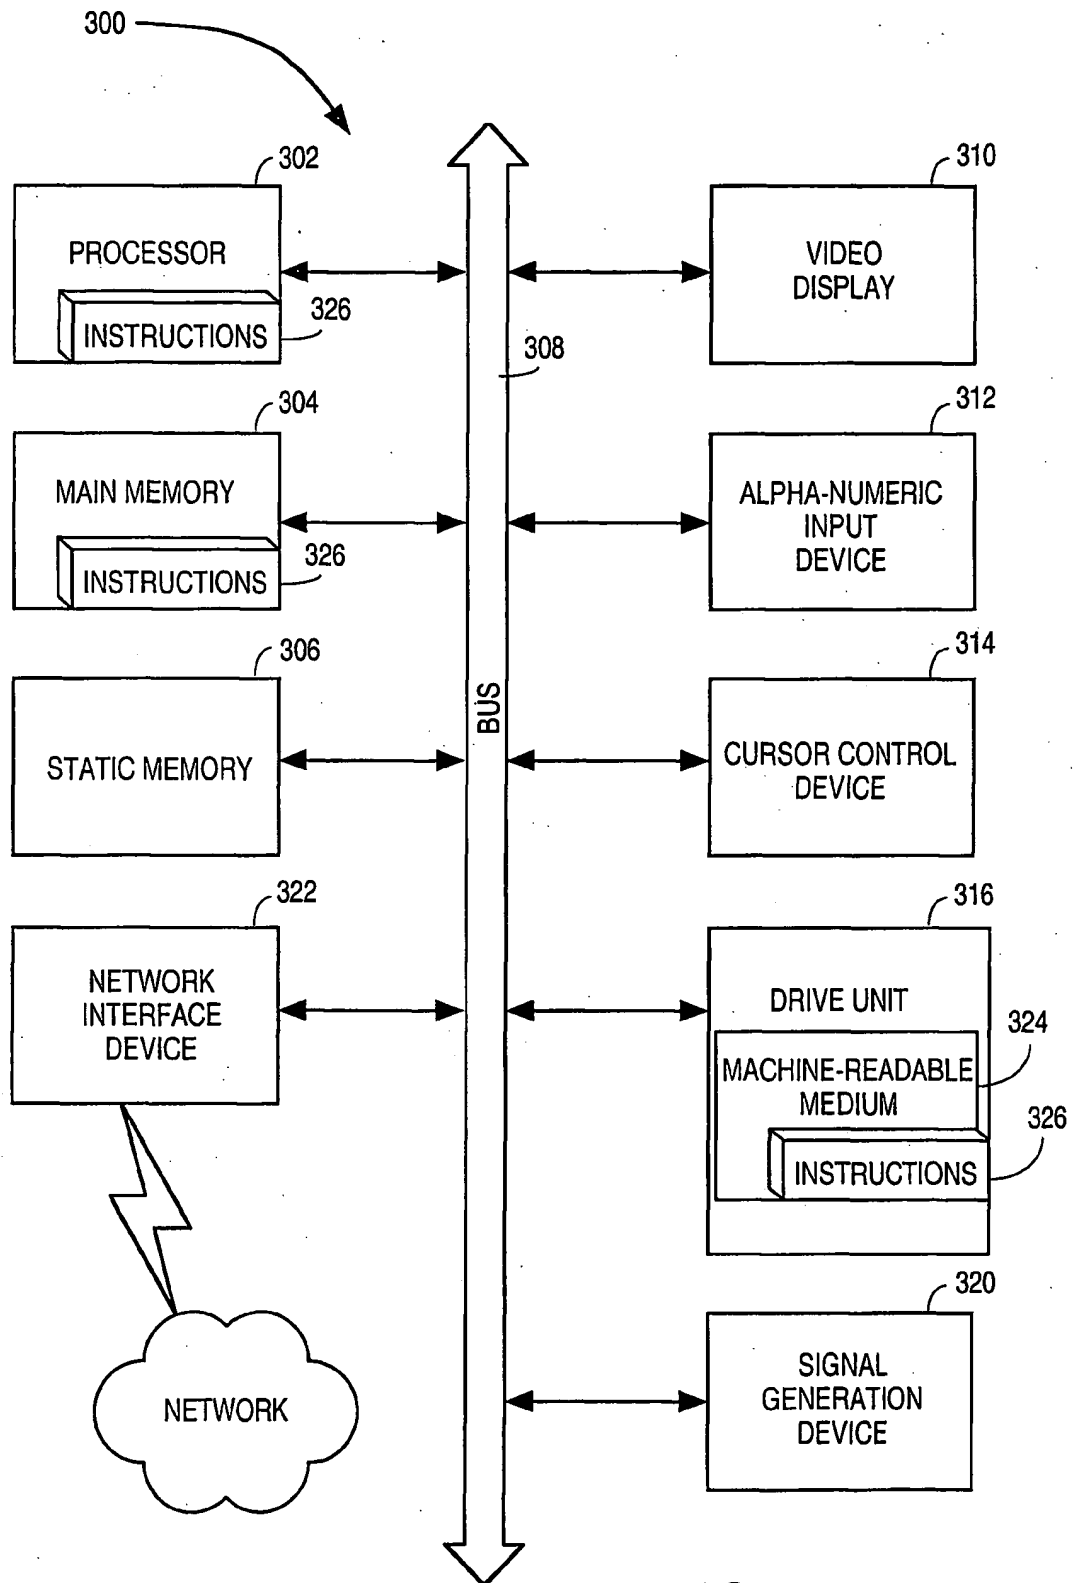 300
302
PROCESSOR
INSTRUCTIONS
326
304
MAIN MEMORY
INSTRUCTIONS
326
306
STATIC MEMORY
322
NETWORK
INTERFACE
DEVICE
NETWORK
308
BUS
310
VIDEO
DISPLAY
312
ALPHA-NUMERIC
INPUT
DEVICE
314
CURSOR CONTROL
DEVICE
316
DRIVE UNIT
324
MACHINE-READABLE
MEDIUM
326
INSTRUCTIONS
320
SIGNAL
GENERATION
DEVICE